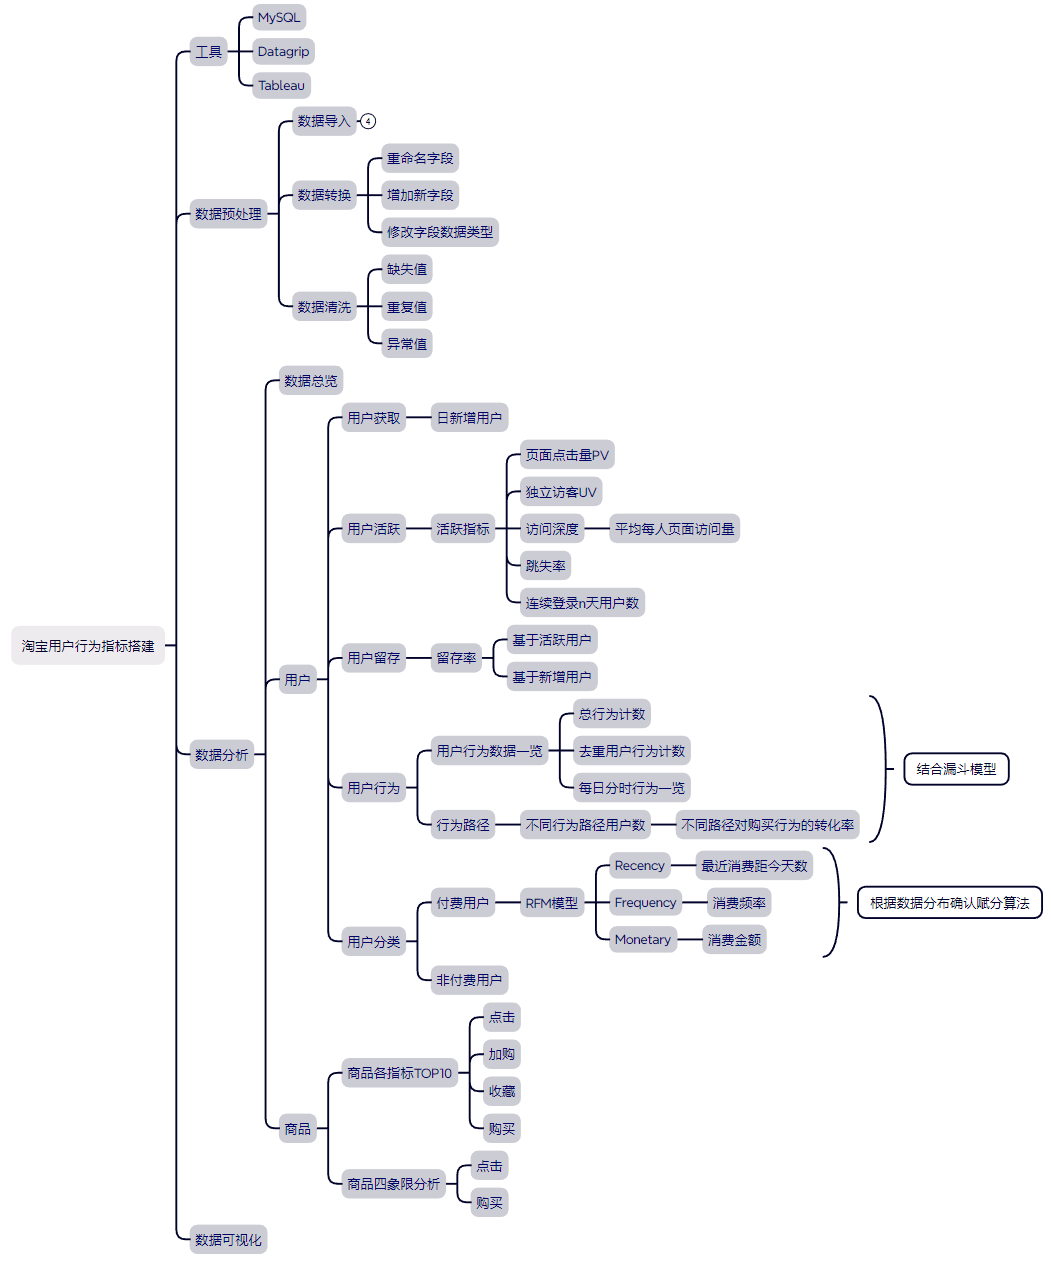 淘宝用户行为指标搭建
工具
MySQL
Datagrip
Tableau
数据预处理
数据导入
4
数据转换
重命名字段
增加新字段
修改字段数据类型
数据清洗
缺失值
重复值
异常值
数据分析
数据总览
用户
用户获取
日新增用户
用户活跃
活跃指标
页面点击量PV
独立访客UV
访问深度
平均每人页面访问量
跳失率
连续登录n天用户数
用户留存
留存率
基于活跃用户
基于新增用户
用户行为
用户行为数据一览
总行为计数
去重用户行为计数
每日分时行为一览
行为路径
不同行为路径用户数
不同路径对购买行为的转化率
结合漏斗模型
用户分类
付费用户
RFM模型
Recency
最近消费距今天数
Frequency
消费频率
Monetary
消费金额
根据数据分布确认赋分算法
非付费用户
商品
商品各指标TOP10
点击
加购
收藏
购买
商品四象限分析
点击
购买
数据可视化